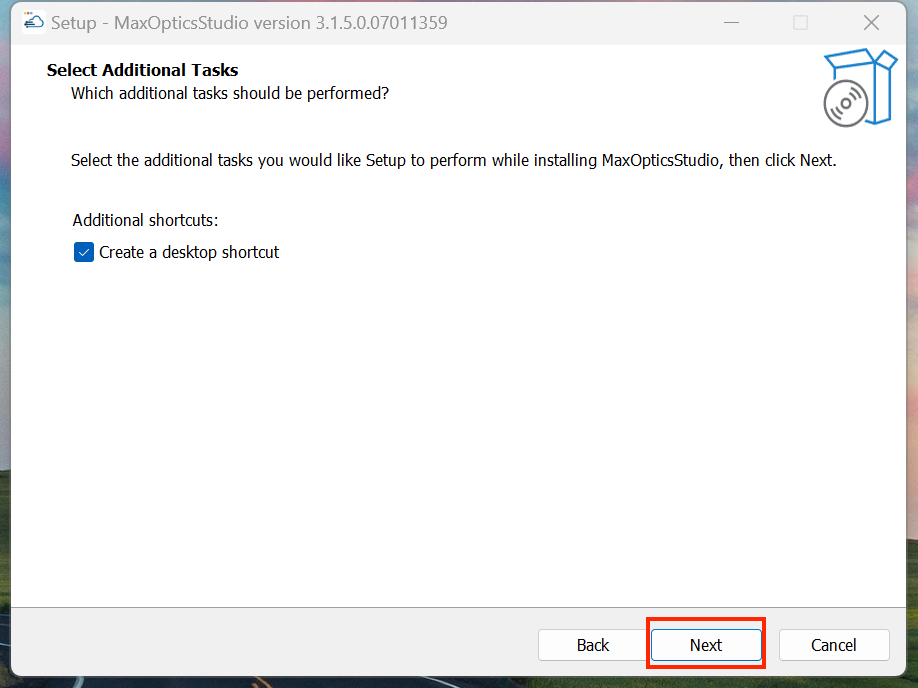 Setup - MaxOpticsStudio version 3.1.5.0.07011359
Select Additional Tasks
Which additional tasks should be performed?
Select the additional tasks you would like Setup to perform while installing MaxOpticsStudio, then click Next.
Additional shortcuts:
Create a desktop shortcut
Back
Next
Cancel